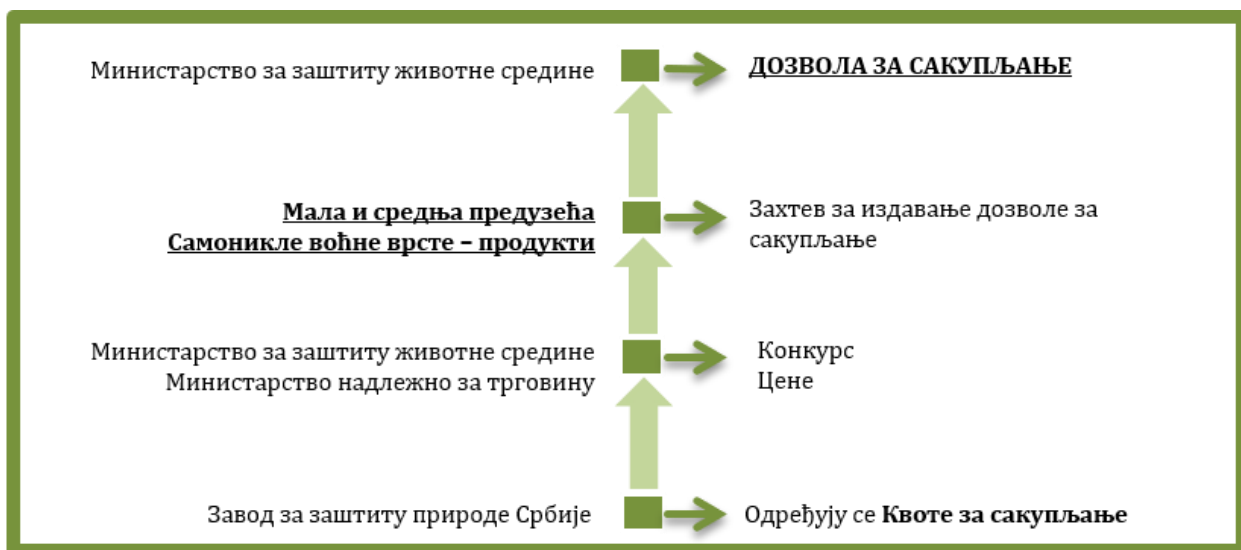 Министарство за заштиту животне средине
ДОЗВОЛА ЗА САКУПЉАЊЕ
Мала и средња предузећа
Самоникле воћне врсте – продукти
Захтев за издавање дозволе за
сакупљање
Министарство за заштиту животне средине
Министарство надлежно за трговину
Конкурс
Цене
Завод за заштиту природе Србије
Одређују се Квоте за сакупљање